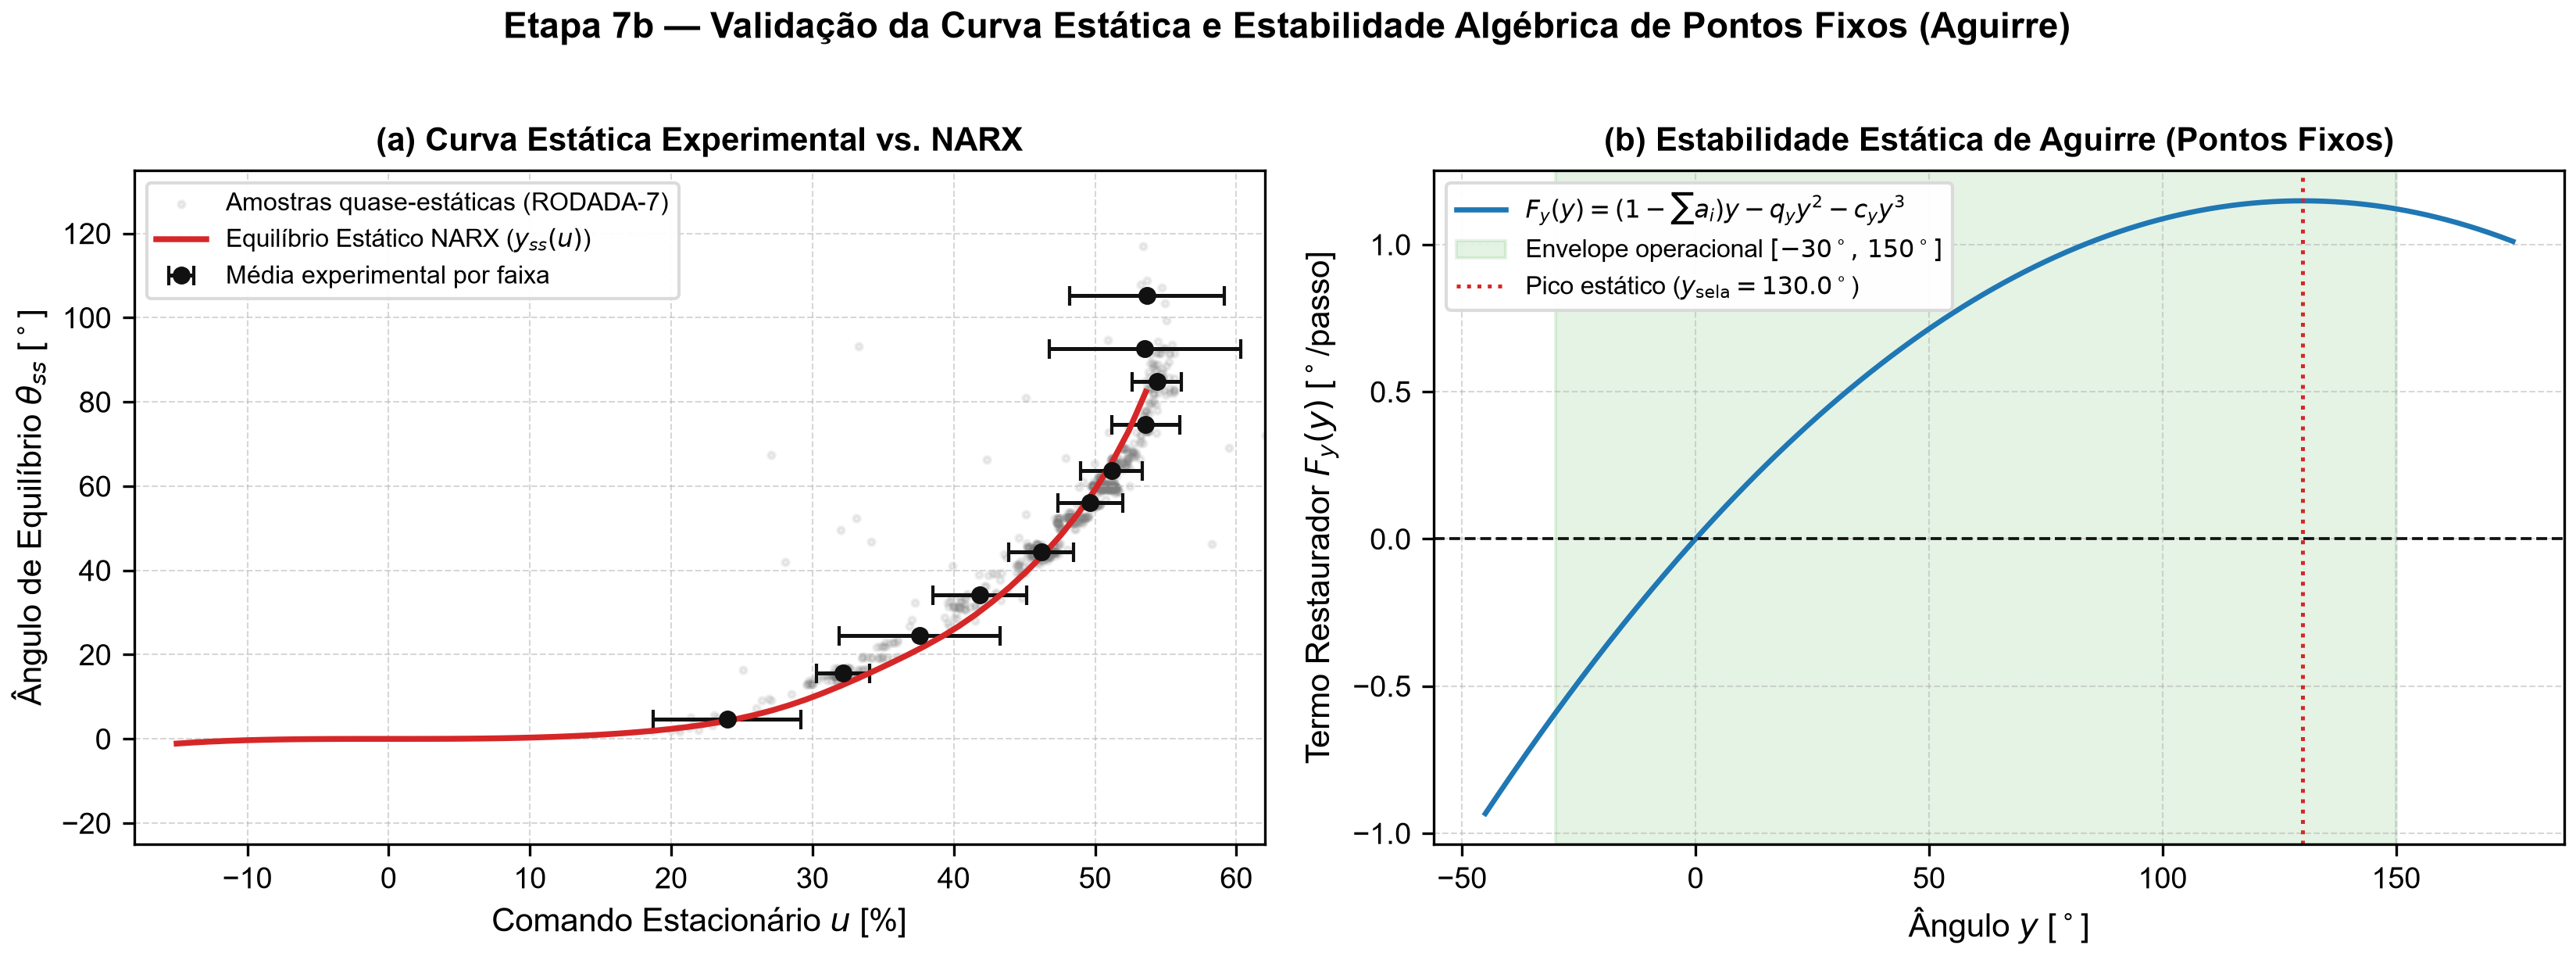 Etapa 7b — Validação da Curva Estática e Estabilidade Algébrica de Pontos Fixos (Aguirre)
(a) Curva Estática Experimental vs. NARX
Amostras quase-estáticas (RODADA-7)
Equilíbrio Estático NARX (y_ss(u))
Média experimental por faixa
Ângulo de Equilíbrio θ_ss [°]
120
100
80
60
40
20
0
−20
−10
0
10
20
30
40
50
60
Comando Estacionário u [%]
(b) Estabilidade Estática de Aguirre (Pontos Fixos)
F_y(y) = (1 − ∑a_i)y − q_y y² − c_y y³
Envelope operacional [−30°, 150°]
Pico estático (y_sela = 130.0°)
Termo Restaurador F_y(y) [°/passo]
1.0
0.5
0.0
−0.5
−1.0
−50
0
50
100
150
Ângulo y [°]